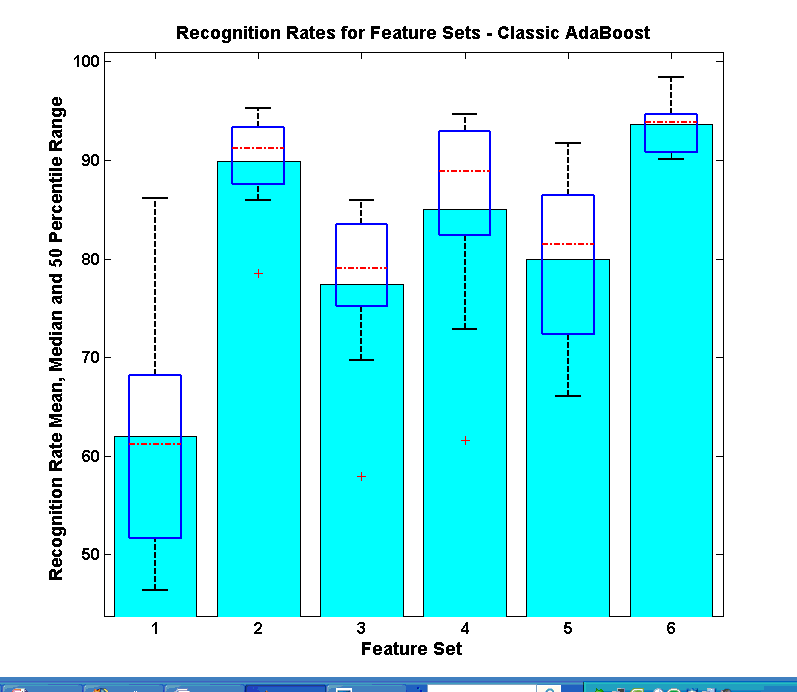 Recognition Rates for Feature Sets - Classic AdaBoost
Recognition Rate Mean, Median and 50 Percentile Range
100
90
80
70
60
50
1 2 3 4 5 6
Feature Set